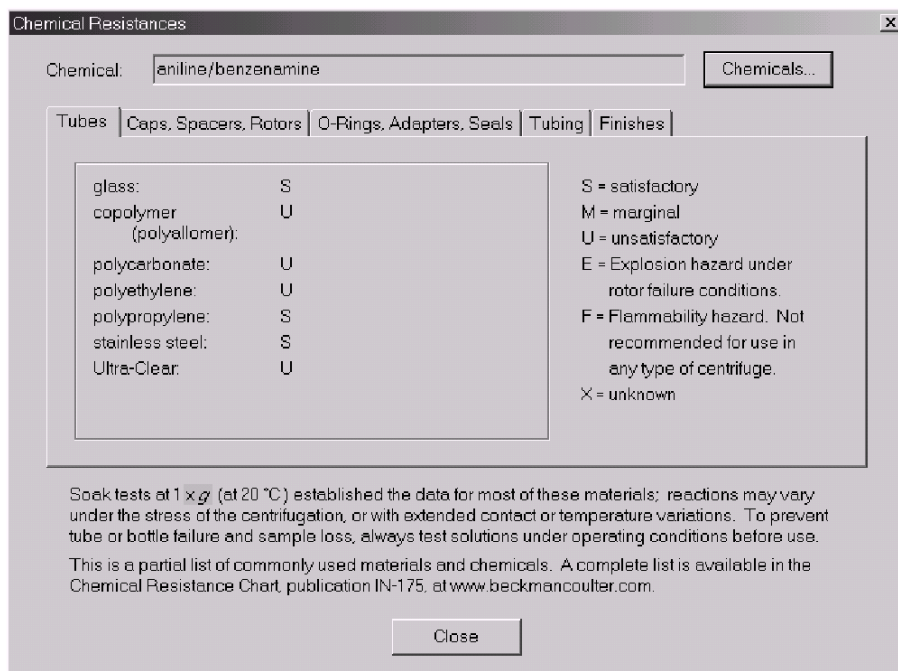 Chemical Resistances
Chemical: aniline/benzenamine Chemicals...
Tubes Caps, Spacers, Rotors O-Rings, Adapters, Seals Tubing Finishes
glass: S
copolymer U
(polyallomer):
polycarbonate: U
polyethylene: U
polypropylene: S
stainless steel: S
Ultra-Clear: U
S = satisfactory
M = marginal
U = unsatisfactory
E = Explosion hazard under
rotor failure conditions.
F = Flammability hazard. Not
recommended for use in
any type of centrifuge.
X = unknown
Soak tests at 1 x g (at 20 °C) established the data for most of these materials; reactions may vary
under the stress of the centrifugation, or with extended contact or temperature variations. To prevent
tube or bottle failure and sample loss, always test solutions under operating conditions before use.
This is a partial list of commonly used materials and chemicals. A complete list is available in the
Chemical Resistance Chart, publication IN-175, at www.beckmancoulter.com.
Close